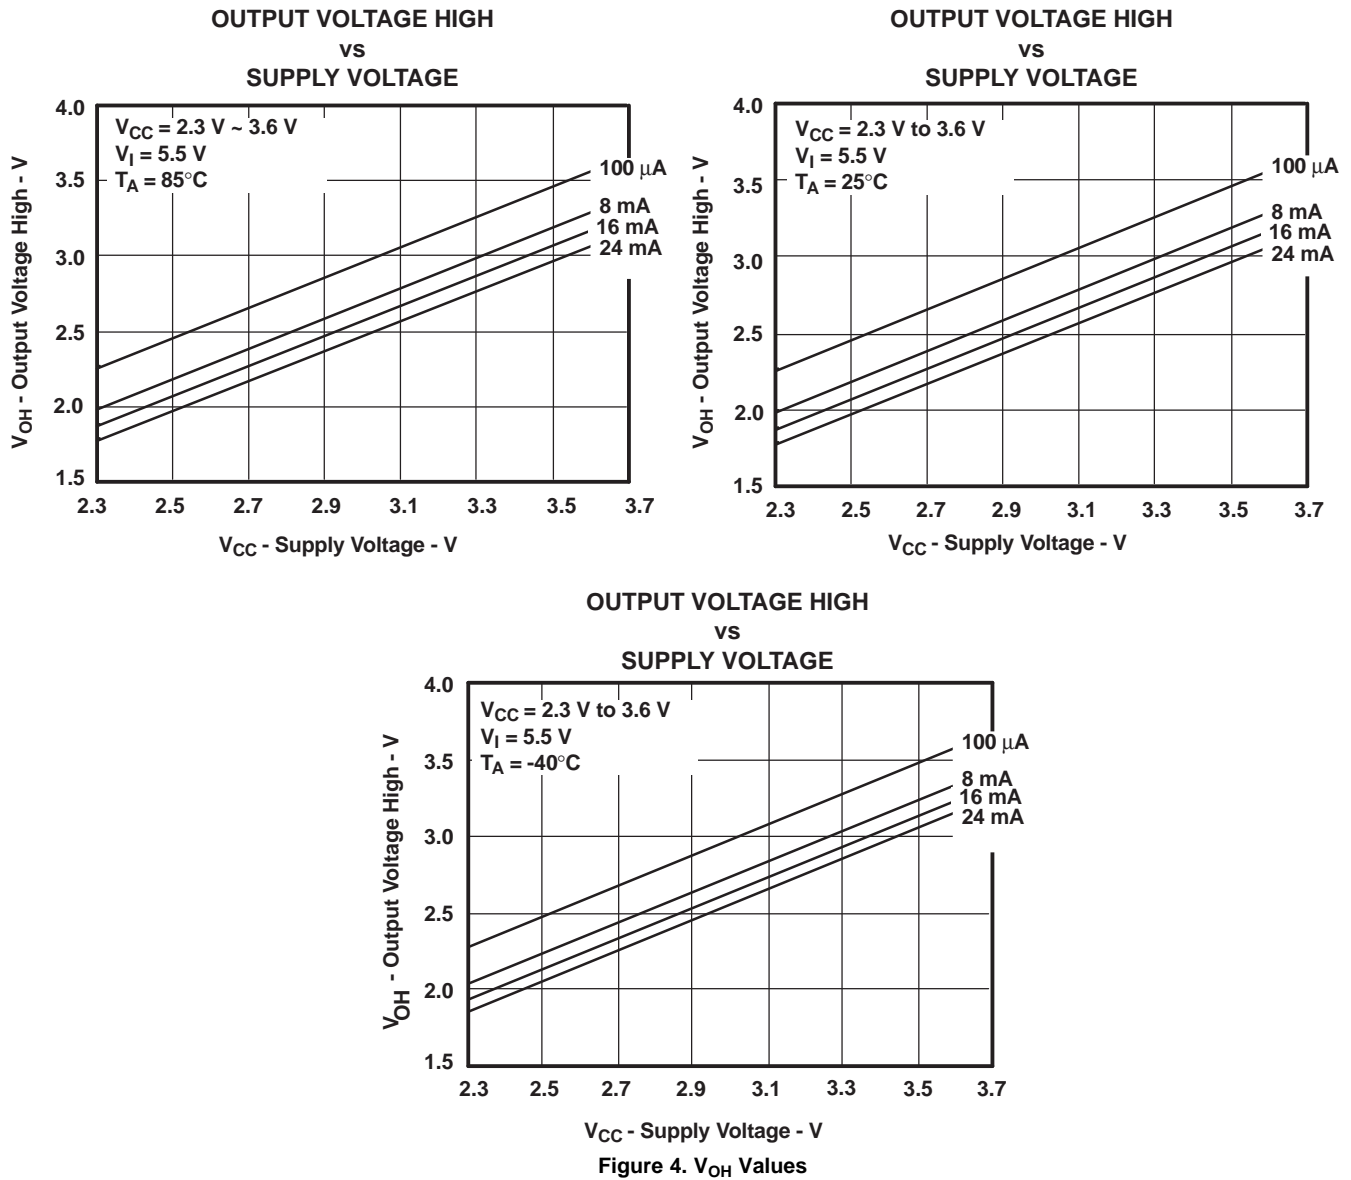 OUTPUT VOLTAGE HIGH
vs
SUPPLY VOLTAGE
4.0
3.5
3.0
2.5
2.0
1.5
VOH - Output Voltage High - V
VCC = 2.3 V ~ 3.6 V
VI = 5.5 V
TA = 85°C
100 μA
8 mA
16 mA
24 mA
2.3 2.5 2.7 2.9 3.1 3.3 3.5 3.7
VCC - Supply Voltage - V
OUTPUT VOLTAGE HIGH
vs
SUPPLY VOLTAGE
4.0
3.5
3.0
2.5
2.0
1.5
VOH - Output Voltage High - V
VCC = 2.3 V to 3.6 V
VI = 5.5 V
TA = 25°C
100 μA
8 mA
16 mA
24 mA
2.3 2.5 2.7 2.9 3.1 3.3 3.5 3.7
VCC - Supply Voltage - V
OUTPUT VOLTAGE HIGH
vs
SUPPLY VOLTAGE
4.0
3.5
3.0
2.5
2.0
1.5
VOH - Output Voltage High - V
VCC = 2.3 V to 3.6 V
VI = 5.5 V
TA = -40°C
100 μA
8 mA
16 mA
24 mA
2.3 2.5 2.7 2.9 3.1 3.3 3.5 3.7
VCC - Supply Voltage - V
Figure 4. VOH Values